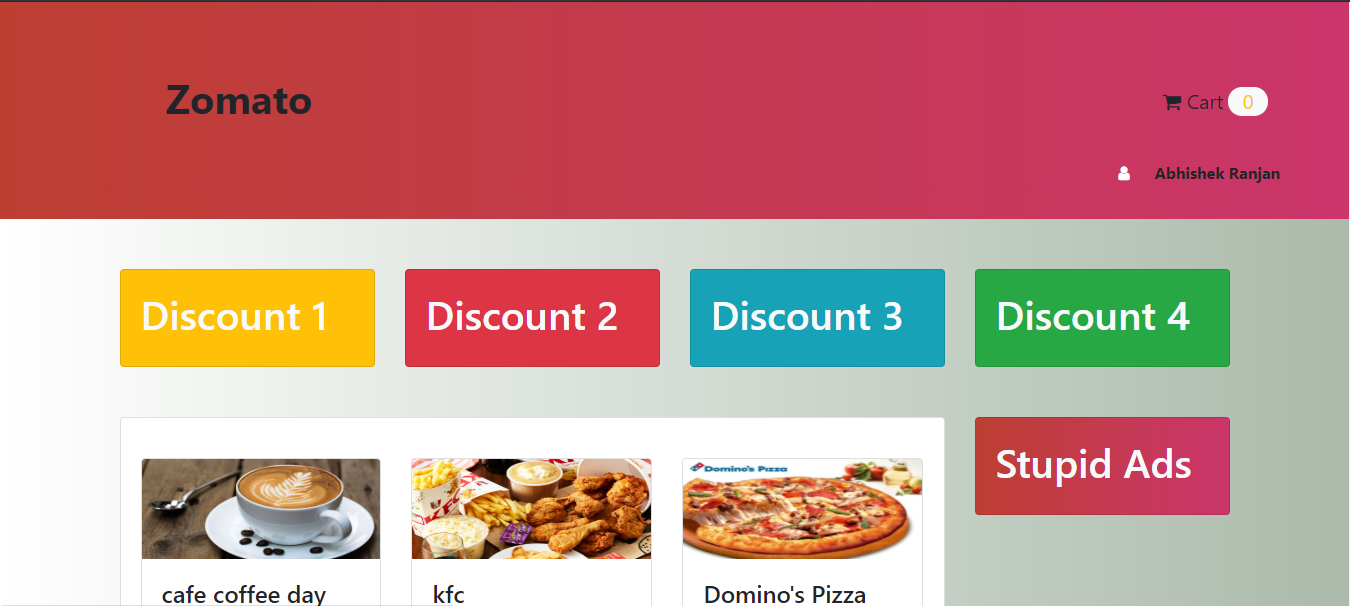 Zomato
Cart 0
Abhishek Ranjan
Discount 1
Discount 2
Discount 3
Discount 4
Stupid Ads
KFC
Domino's Pizza
cafe coffee day
kfc
Domino's Pizza